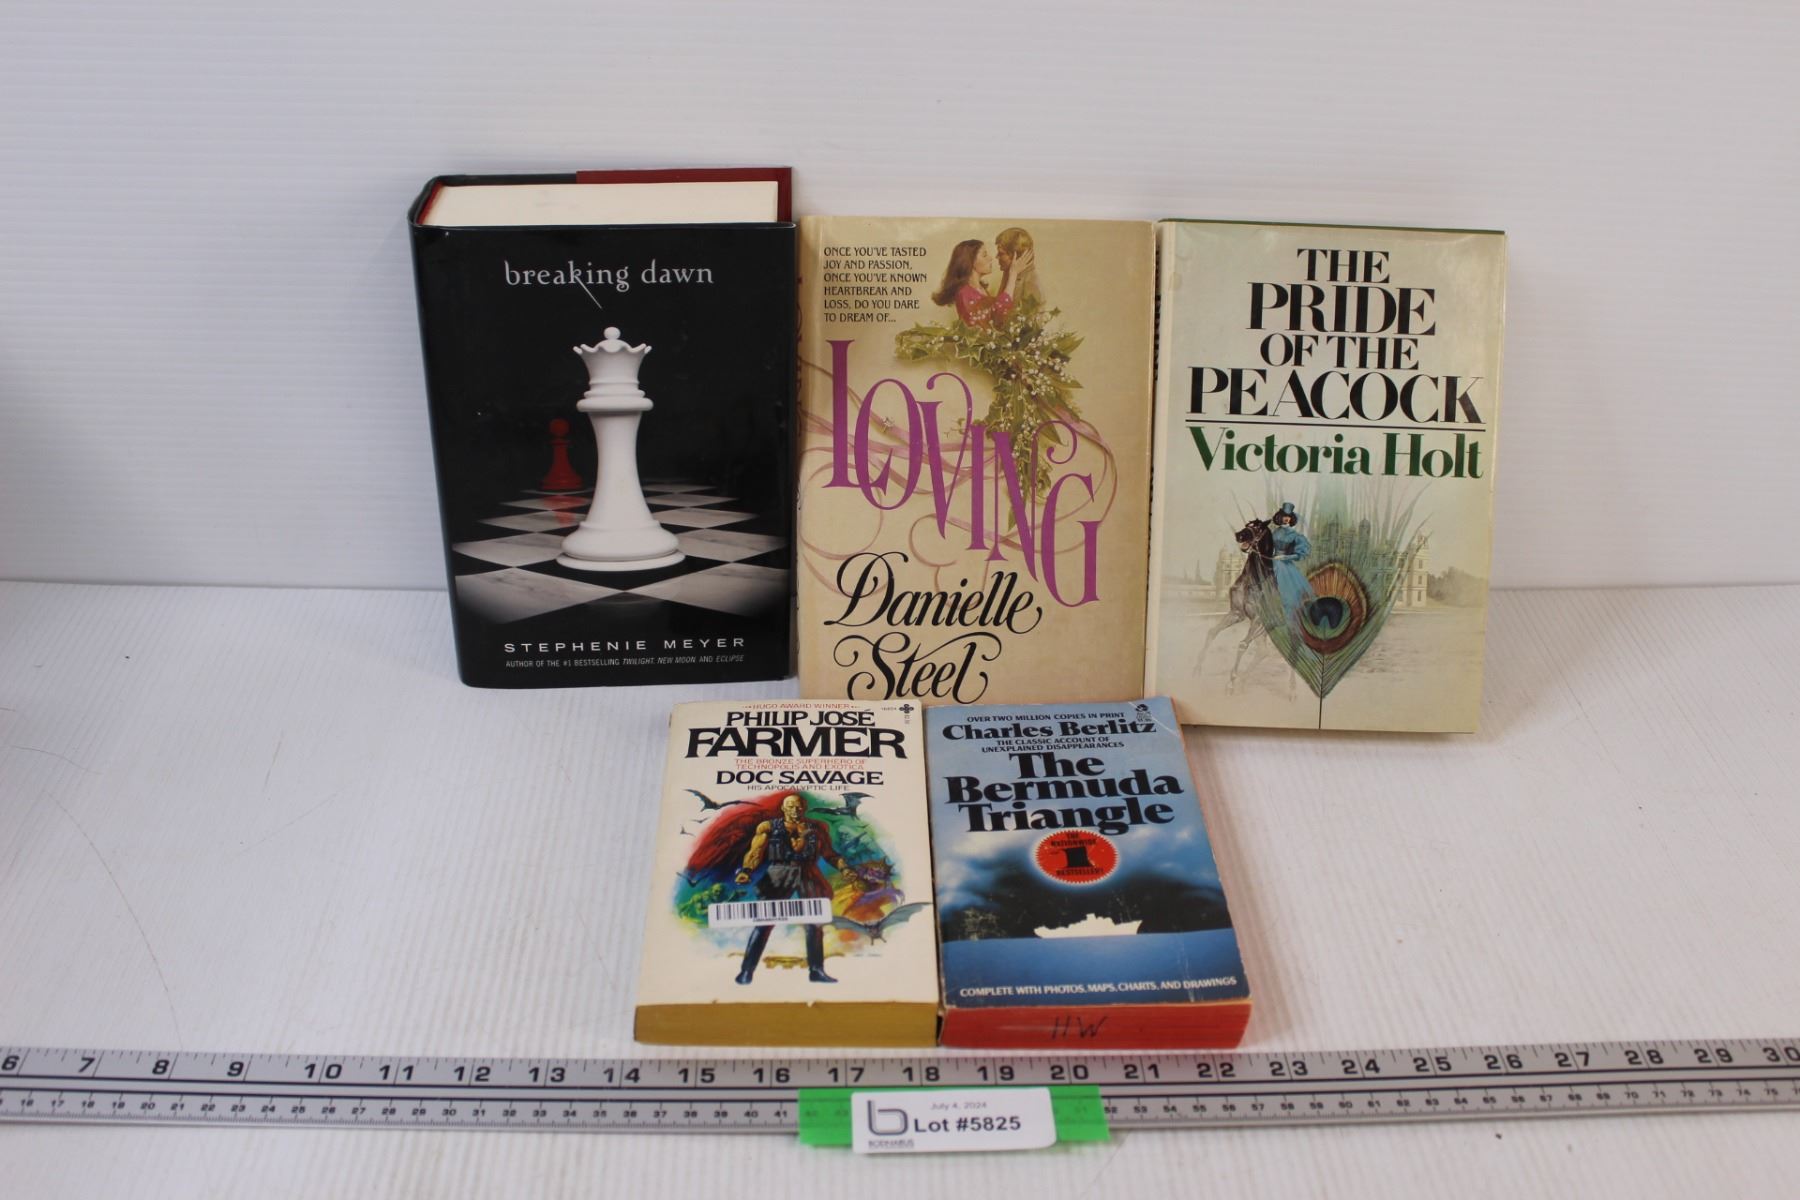 breaking dawn
STEPHENIE MEYER
AUTHOR OF THE #1 BESTSELLING TWILIGHT, NEW MOON, AND ECLIPSE
ONCE YOU'VE TASTED
JOY AND PASSION,
ONCE YOU'VE KNOWN
HEARTBREAK AND
LOSS, DO YOU DARE
TO DREAM OF...
LOVING
Danielle
Steel
THE
PRIDE
OF THE
PEACOCK
Victoria Holt
HUGO AWARD WINNER
PHILIP JOSÉ
FARMER
THE BRONZE SUPERHERO OF
TECHNOPOLIS AND EXOTICA
DOC SAVAGE
HIS APOCALYPTIC LIFE
OVER TWO MILLION COPIES IN PRINT
Charles Berlitz
THE CLASSIC ACCOUNT OF
UNEXPLAINED DISAPPEARANCES
The
Bermuda
Triangle
THE
NATIONWIDE
1
BESTSELLER!
COMPLETE WITH PHOTOS, MAPS, CHARTS, AND DRAWINGS
HW
6 7 8 9 10 11 12 13 14 15 16 17 18 19 20 21 22 23 24 25 26 27 28 29 30
July 4, 2024
Lot #5825
BODNARUS